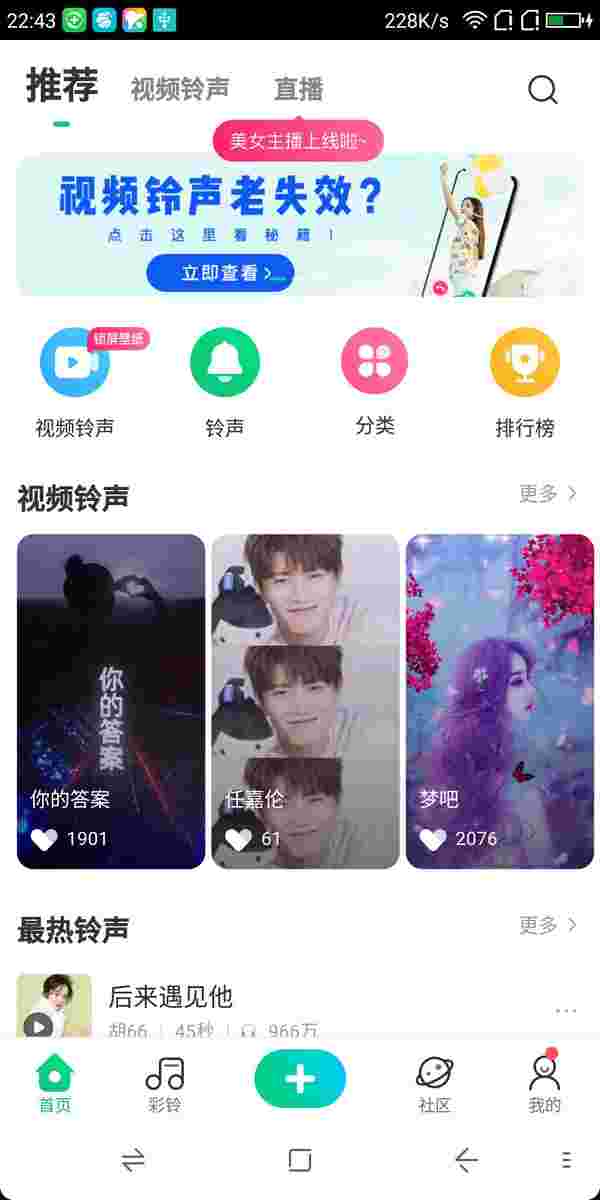 22:43
228K/s
推荐
视频铃声
直播
美女主播上线啦~
视频铃声老失效？
点击这里看秘籍！
立即查看>
锁屏壁纸
视频铃声
铃声
分类
排行榜
视频铃声
更多 >
你的答案
你的答案
1901
任嘉伦
61
梦吧
2076
最热铃声
更多 >
后来遇见他
胡66 | 45秒 | 966万
首页
彩铃
社区
我的